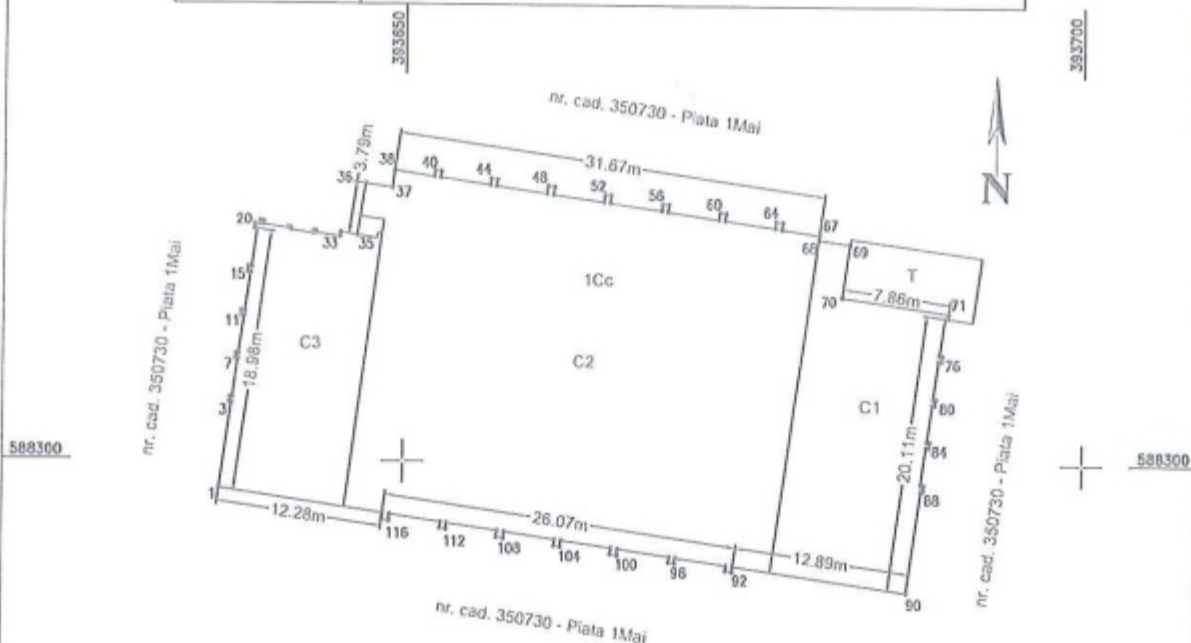 393650
393700
nr. cad. 350730 - Piata 1Mai
N
31.67m
3.79m
36
37
38
40
44
48
52
56
60
64
67
68
69
T
70
7.86m
71
20
33
35
15
11
7
3
18.98m
C3
1Cc
C2
C1
76
80
84
88
20.11m
nr. cad. 350730 - Piata 1Mai
nr. cad. 350730 - Piata 1Mai
588300
588300
1
12.28m
26.07m
12.89m
116
112
108
104
100
96
92
90
nr. cad. 350730 - Piata 1Mai